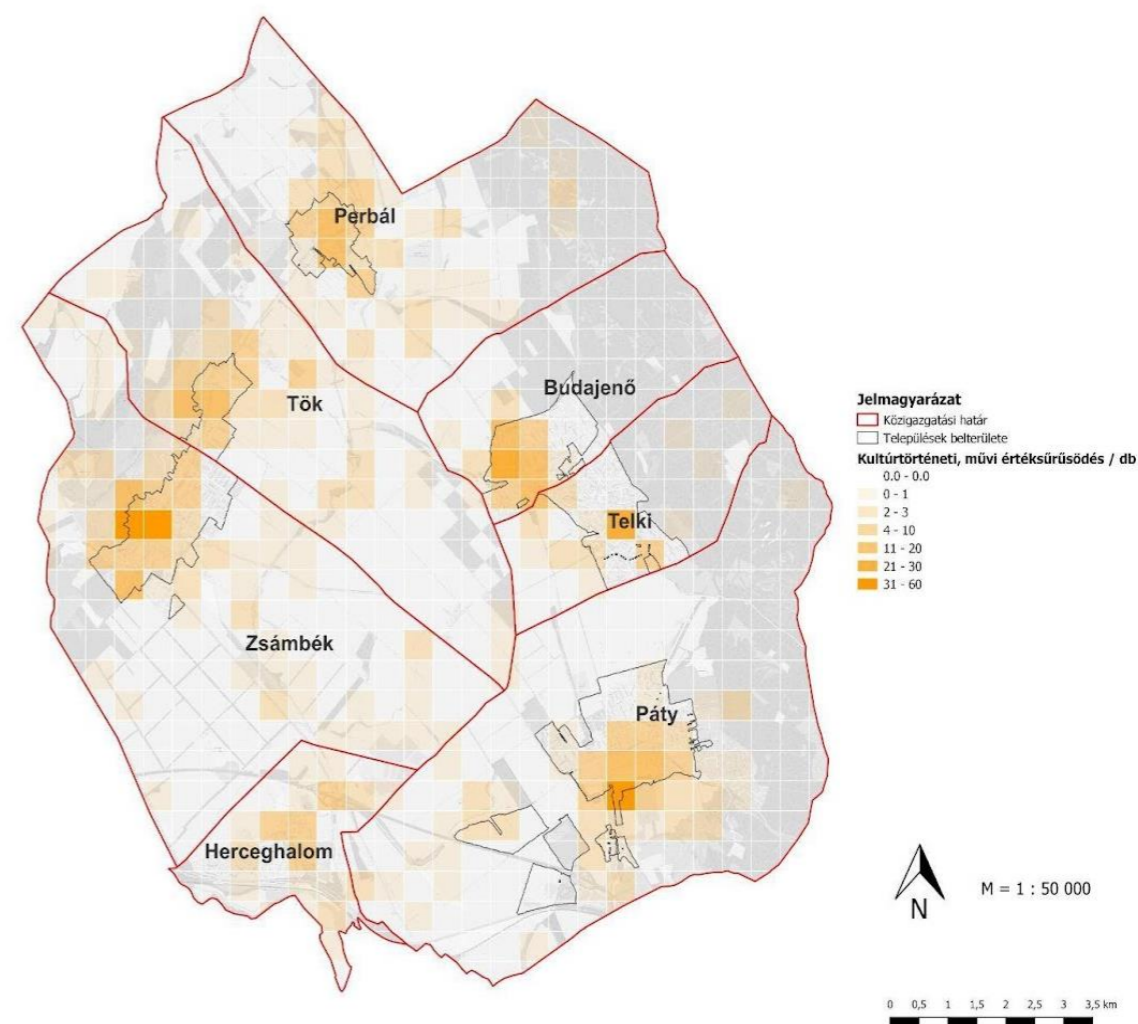 Perbál
Budajenő
Tök
Telki
Zsámbék
Páty
Herceghalom
Jelmagyarázat
Közigazgatási határ
Települések belterülete
Kultúrtörténeti, művi értéksűrűsödés / db
0.0 - 0.0
0 - 1
2 - 3
4 - 10
11 - 20
21 - 30
31 - 60
N
M = 1 : 50 000
0 0,5 1 1,5 2 2,5 3 3,5 km